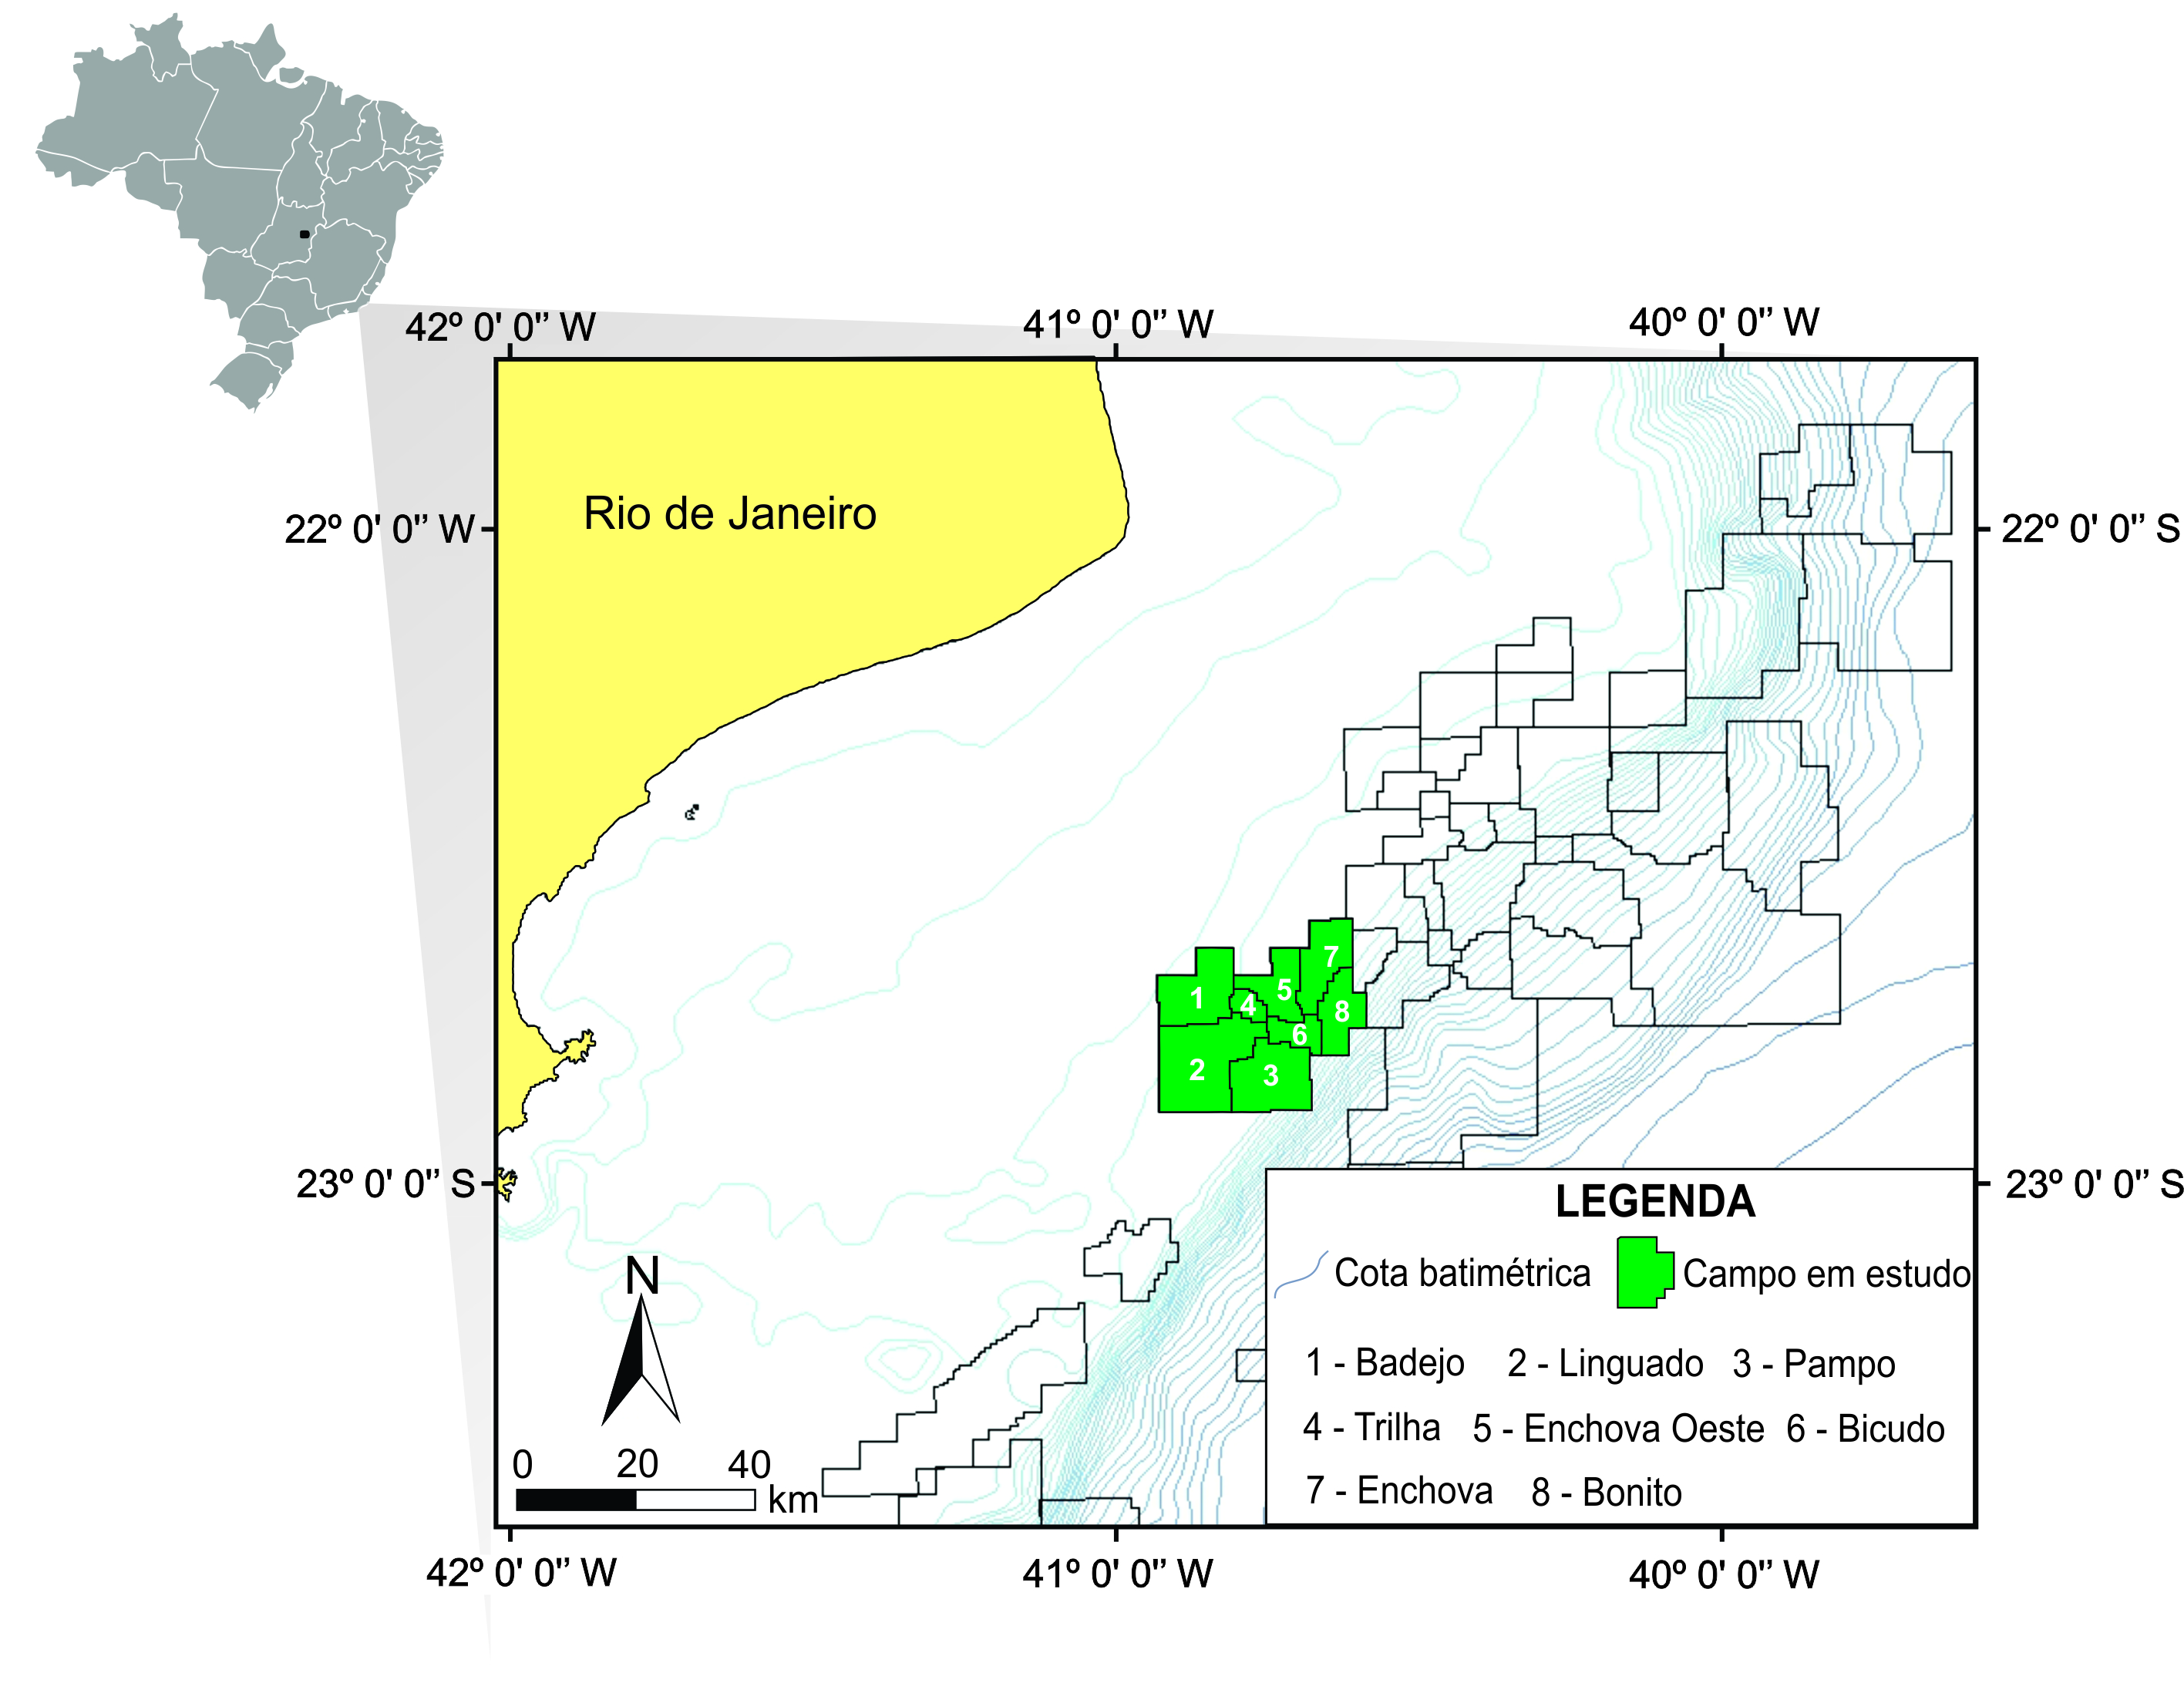 42º 0' 0'' W 41º 0' 0'' W 40º 0' 0'' W
Rio de Janeiro
22º 0' 0'' W 22º 0' 0'' S
7
1 4 5 8
6
2 3
23º 0' 0'' S 23º 0' 0'' S
LEGENDA
Cota batimétrica Campo em estudo
1 - Badejo 2 - Linguado 3 - Pampo
4 - Trilha 5 - Enchova Oeste 6 - Bicudo
7 - Enchova 8 - Bonito
N
0 20 40
km
42º 0' 0'' W 41º 0' 0'' W 40º 0' 0'' W